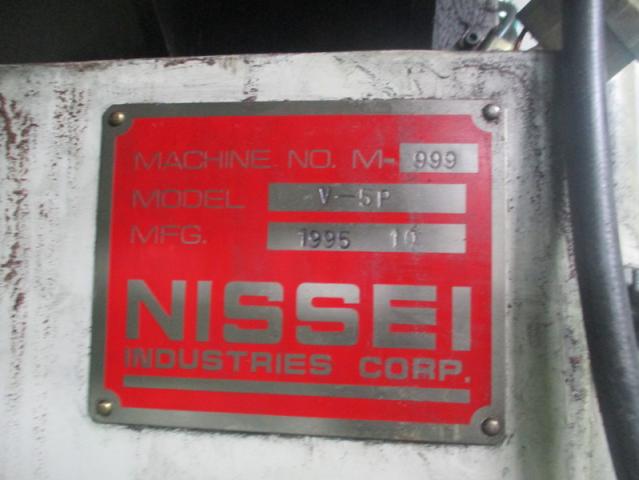 MACHINE NO. M-999
MODEL V-5P
MFG. 1995 10
NISSEI
INDUSTRIES CORP.